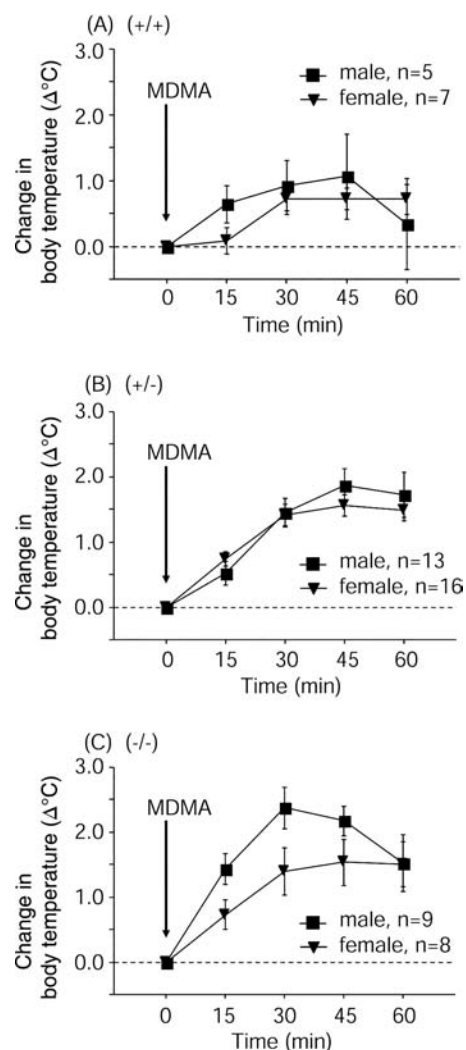 (A) (+/+)
3.0
male, n=5
MDMA
female, n=7
2.0
1.0
0.0
Change in
body temperature (Δ°C)
0 15 30 45 60
Time (min)
(B) (+/-)
3.0
MDMA
2.0
1.0
male, n=13
female, n=16
0.0
Change in
body temperature (Δ°C)
0 15 30 45 60
Time (min)
(C) (-/-)
3.0
MDMA
2.0
1.0
male, n=9
female, n=8
0.0
Change in
body temperature (Δ°C)
0 15 30 45 60
Time (min)